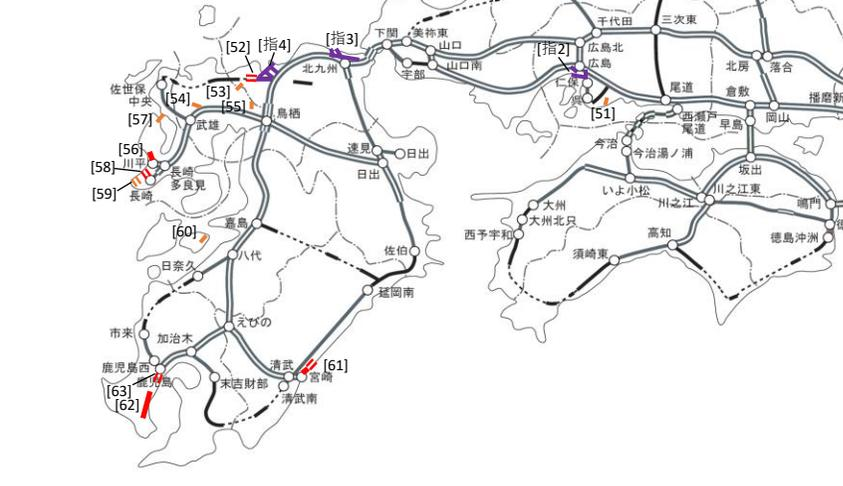 千代田
三次東
下関
美祢東
山口
[52]
[指4]
[指3]
[指2]
広島北
広島
北九州
山口南
宇部
北房
落合
佐世保
中央
[53]
[54]
[55]
仁保
呉
尾道
倉敷
播磨新
[57]
武雄
鳥栖
[51]
西瀬戸
尾道
早島
岡山
今治
今治湯ノ浦
[56]
川平
速見
日出
日出
[58]
長崎
多良見
坂出
いよ小松
川之江
川之江東
[59]
長崎
大州
大州北只
鳴門
[60]
嘉島
西予宇和
高知
徳島沖洲
八代
佐伯
須崎東
日奈久
延岡南
市来
加治木
えびの
鹿児島西
清武
[61]
宮崎
鹿児島
末吉財部
清武南
[63]
[62]